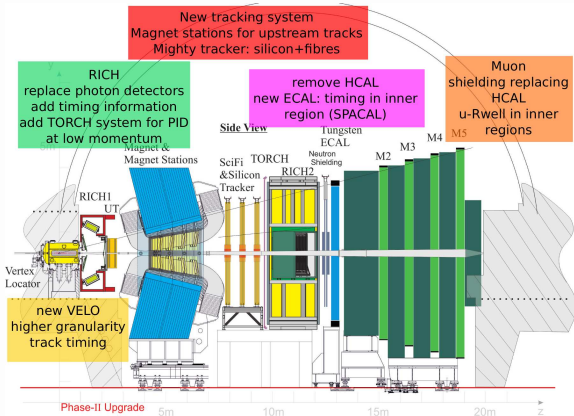 New tracking system
Magnet stations for upstream tracks
Mighty tracker: silicon+fibres
RICH
replace photon detectors
add timing information
add TORCH system for PID
at low momentum
remove HCAL
new ECAL: timing in inner
region (SPACAL)
Muon
shielding replacing
HCAL
u-Rwell in inner
regions
Side View
Tungsten
ECAL
Neutron
Shielding
Magnet &
Magnet Stations
SciFi
&Silicon
Tracker
TORCH
RICH2
M2
M3
M4
M5
RICH1
UT
Vertex
Locator
new VELO
higher granularity
track timing
Phase-II Upgrade
5m
10m
15m
20m
z